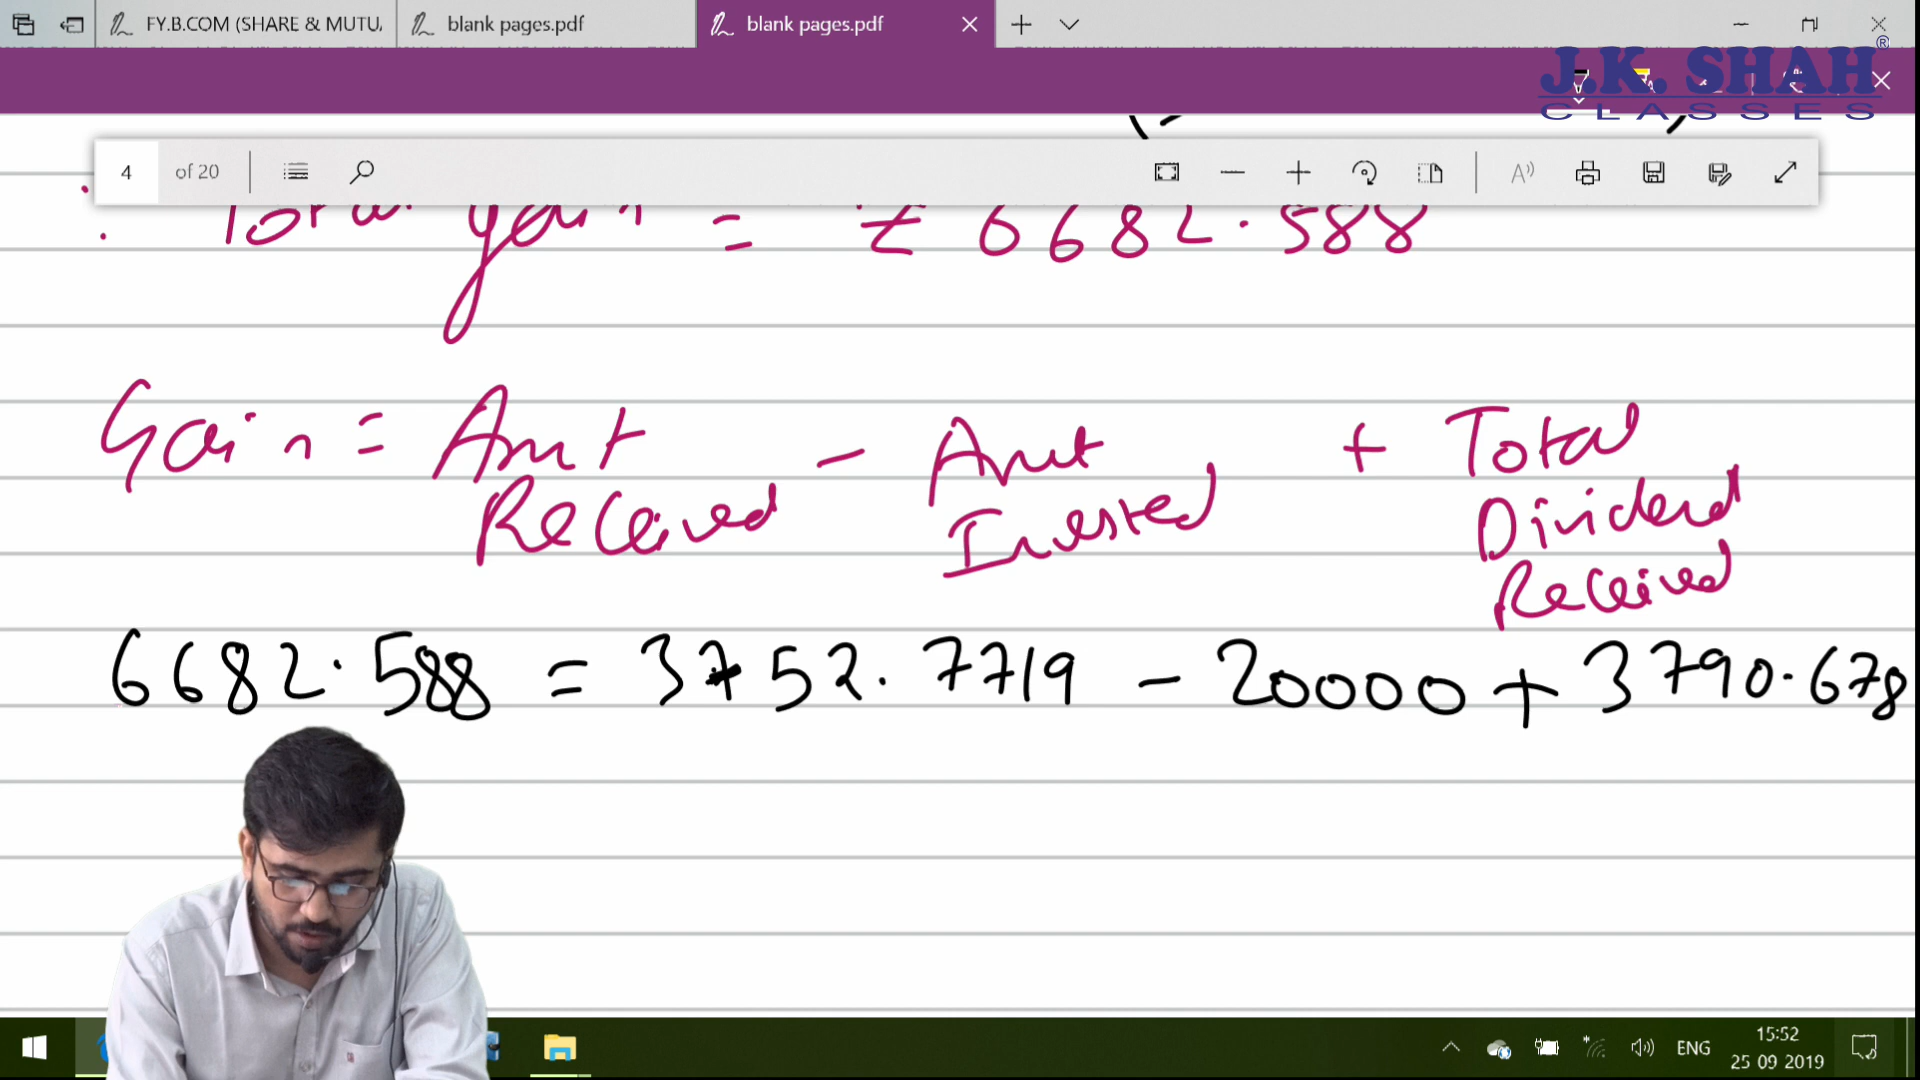 FY.B.COM (SHARE & MUTU
blank pages.pdf
blank pages.pdf
J.K. SHAH®
CLASSES
4 of 20
Total gain = ₹ 6682.588
Gain = Amt Received - Amt Invested + Total Dividend Received
6682.588 = 3752.7719 - 20000 + 3790.678
ENG
15:52
25 09 2019